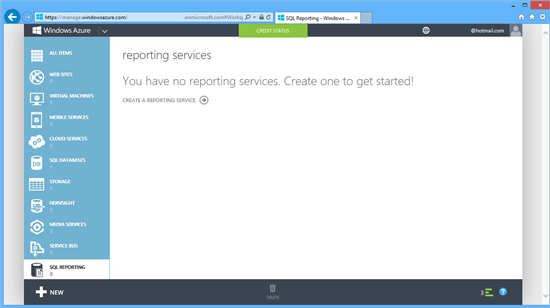 https://manage.windowsazure.com/
.onmicrosoft.com#Workspa
SQL Reporting - Windows ...
Windows Azure
CREDIT STATUS
@hotmail.com
ALL ITEMS
WEB SITES
0
VIRTUAL MACHINES
0
MOBILE SERVICES
0
CLOUD SERVICES
0
SQL DATABASES
STORAGE
0
HDINSIGHT
0
MEDIA SERVICES
0
SERVICE BUS
0
SQL REPORTING
0
reporting services
You have no reporting services. Create one to get started!
CREATE A REPORTING SERVICE
NEW
DELETE
3
?